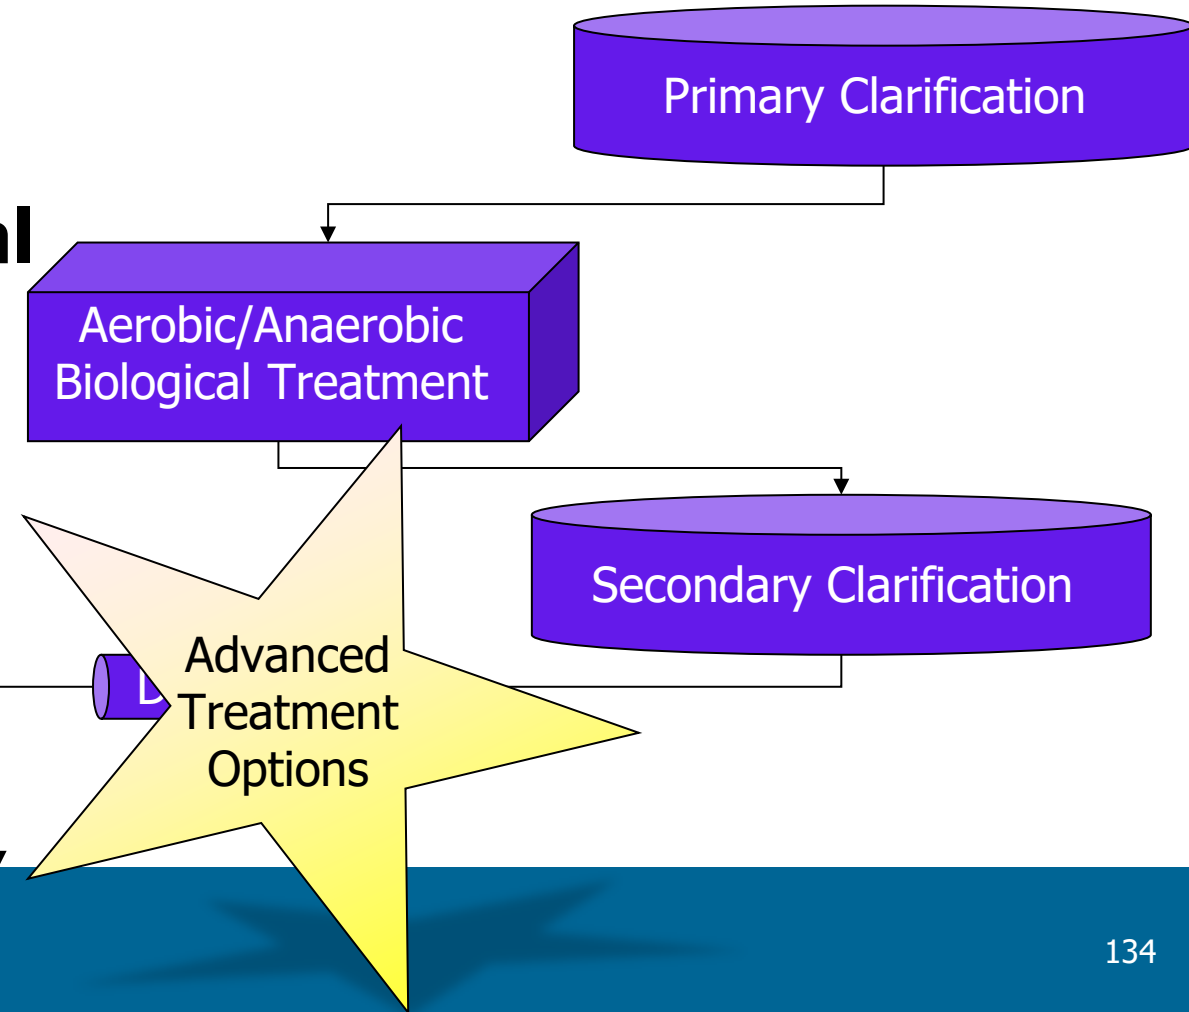 Primary Clarification
Aerobic/Anaerobic
Biological Treatment
Secondary Clarification
Advanced
Treatment
Options
134